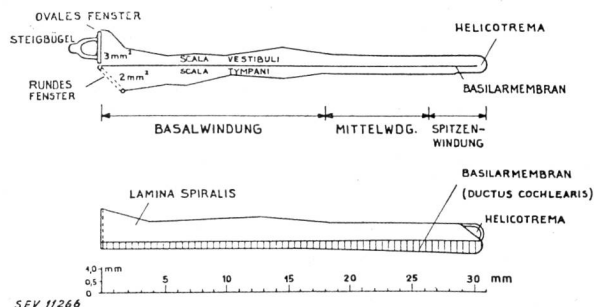 OVALES FENSTER
STEIGBÜGEL
HELICOTREMA
3mm²
SCALA VESTIBULI
SCALA TYMPANI
2mm²
RUNDES
FENSTER
BASILARMEMBRAN
BASALWINDUNG
MITTELWDG.
SPITZEN-
WINDUNG
BASILARMEMBRAN
(DUCTUS COCHLEARIS)
LAMINA SPIRALIS
HELICOTREMA
1,0 mm
0,5
0
5 10 15 20 25 30 mm
SEV 11266